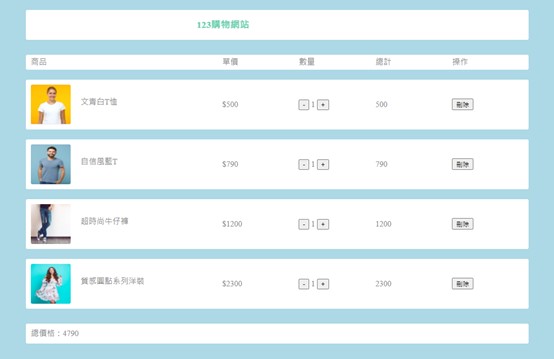 123購物網站
商品 單價 數量 總計 操作
文青白T恤 $500 - 1 + 500 刪除
自信風藍T $790 - 1 + 790 刪除
超時尚牛仔褲 $1200 - 1 + 1200 刪除
質感圓點系列洋裝 $2300 - 1 + 2300 刪除
總價格：4790